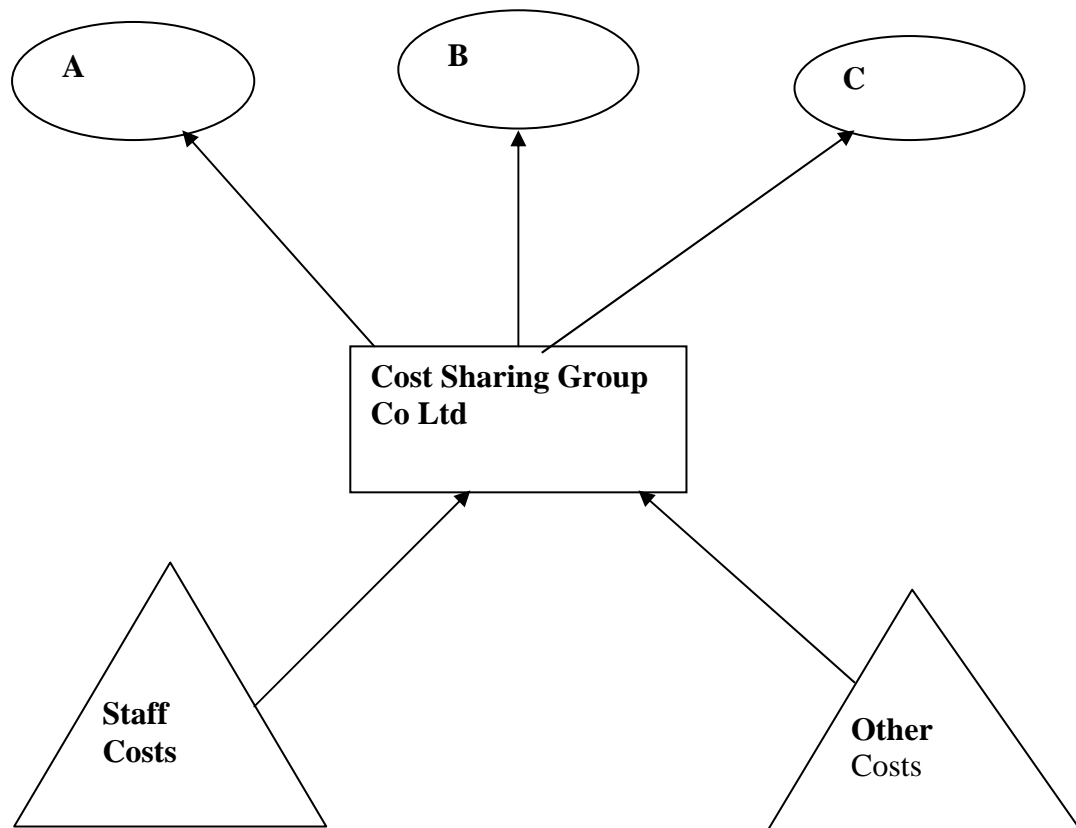 A
B
C
Cost Sharing Group
Co Ltd
Staff
Costs
Other
Costs